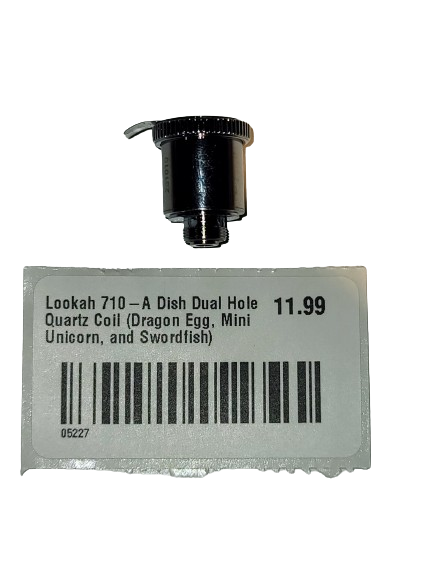 Lookah 710 – A Dish Dual Hole 11.99
Quartz Coil (Dragon Egg, Mini
Unicorn, and Swordfish)
05227